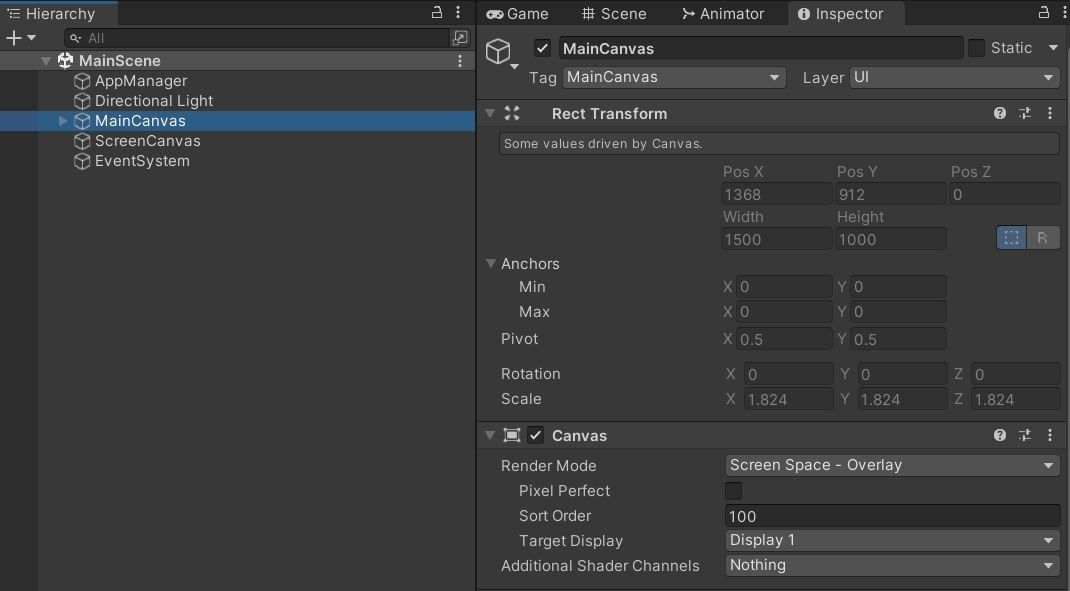 Hierarchy
All
MainScene
AppManager
Directional Light
MainCanvas
ScreenCanvas
EventSystem
Game Scene Animator Inspector
MainCanvas Static
Tag MainCanvas Layer UI
Rect Transform
Some values driven by Canvas.
Pos X Pos Y Pos Z
1368 912 0
Width Height
1500 1000 R
Anchors
Min X 0 Y 0
Max X 0 Y 0
Pivot X 0.5 Y 0.5
Rotation X 0 Y 0 Z 0
Scale X 1.824 Y 1.824 Z 1.824
Canvas
Render Mode Screen Space - Overlay
Pixel Perfect
Sort Order 100
Target Display Display 1
Additional Shader Channels Nothing